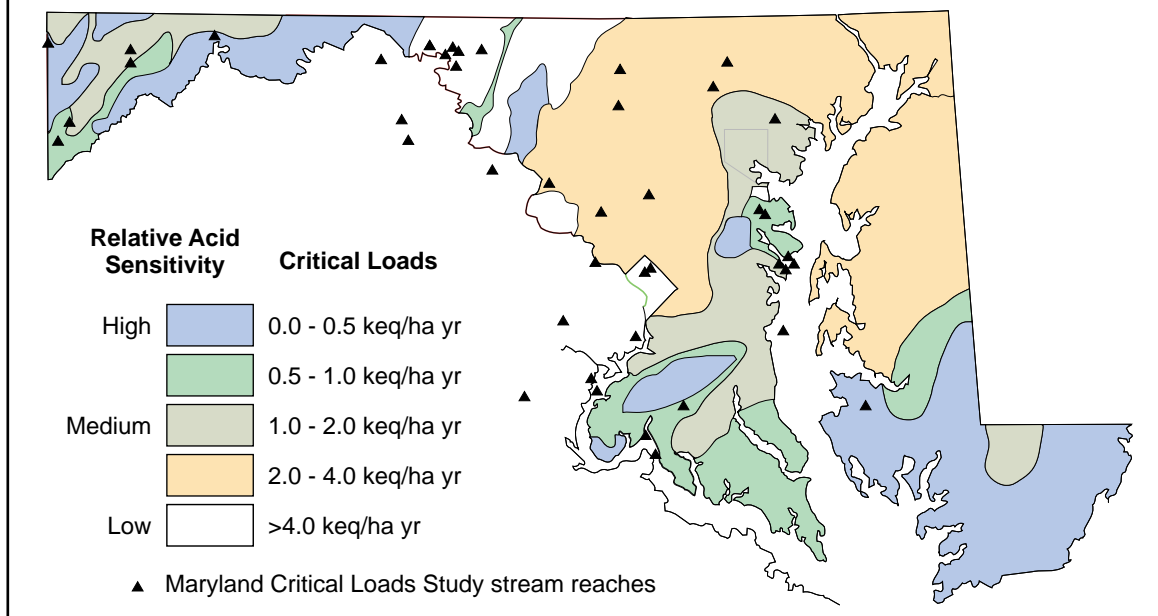 Relative Acid
Sensitivity
Critical Loads
High
0.0 - 0.5 keq/ha yr
0.5 - 1.0 keq/ha yr
Medium
1.0 - 2.0 keq/ha yr
2.0 - 4.0 keq/ha yr
Low
>4.0 keq/ha yr
Maryland Critical Loads Study stream reaches